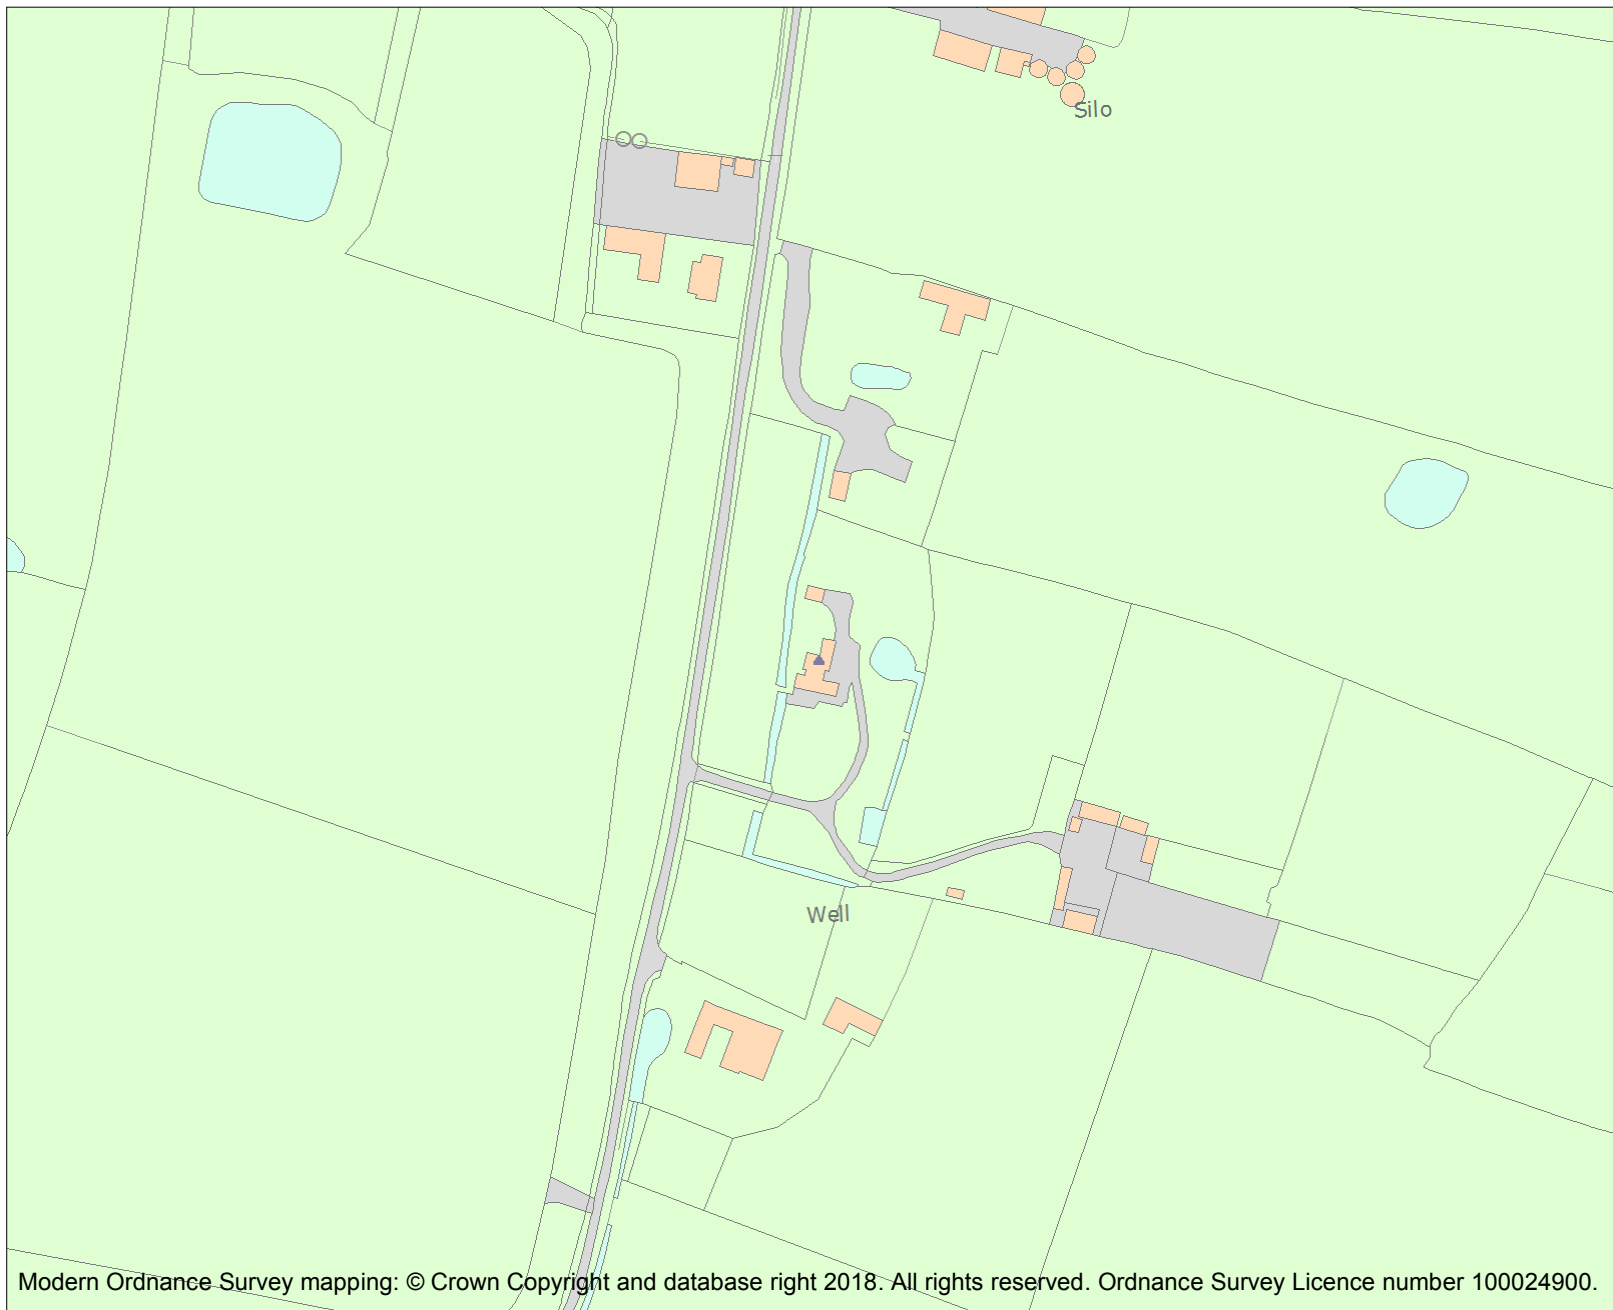 Silo
Well
Modern Ordnance Survey mapping: © Crown Copyright and database right 2018. All rights reserved. Ordnance Survey Licence number 100024900.